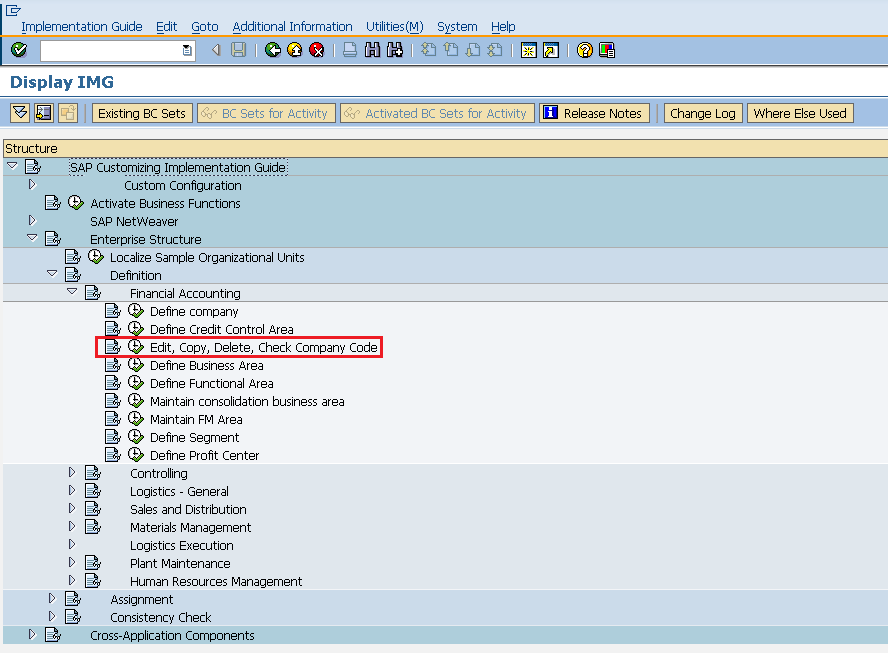 Implementation Guide Edit Goto Additional Information Utilities(M) System Help
Display IMG
Existing BC Sets BC Sets for Activity Activated BC Sets for Activity Release Notes Change Log Where Else Used
Structure
SAP Customizing Implementation Guide
Custom Configuration
Activate Business Functions
SAP NetWeaver
Enterprise Structure
Localize Sample Organizational Units
Definition
Financial Accounting
Define company
Define Credit Control Area
Edit, Copy, Delete, Check Company Code
Define Business Area
Define Functional Area
Maintain consolidation business area
Maintain FM Area
Define Segment
Define Profit Center
Controlling
Logistics - General
Sales and Distribution
Materials Management
Logistics Execution
Plant Maintenance
Human Resources Management
Assignment
Consistency Check
Cross-Application Components